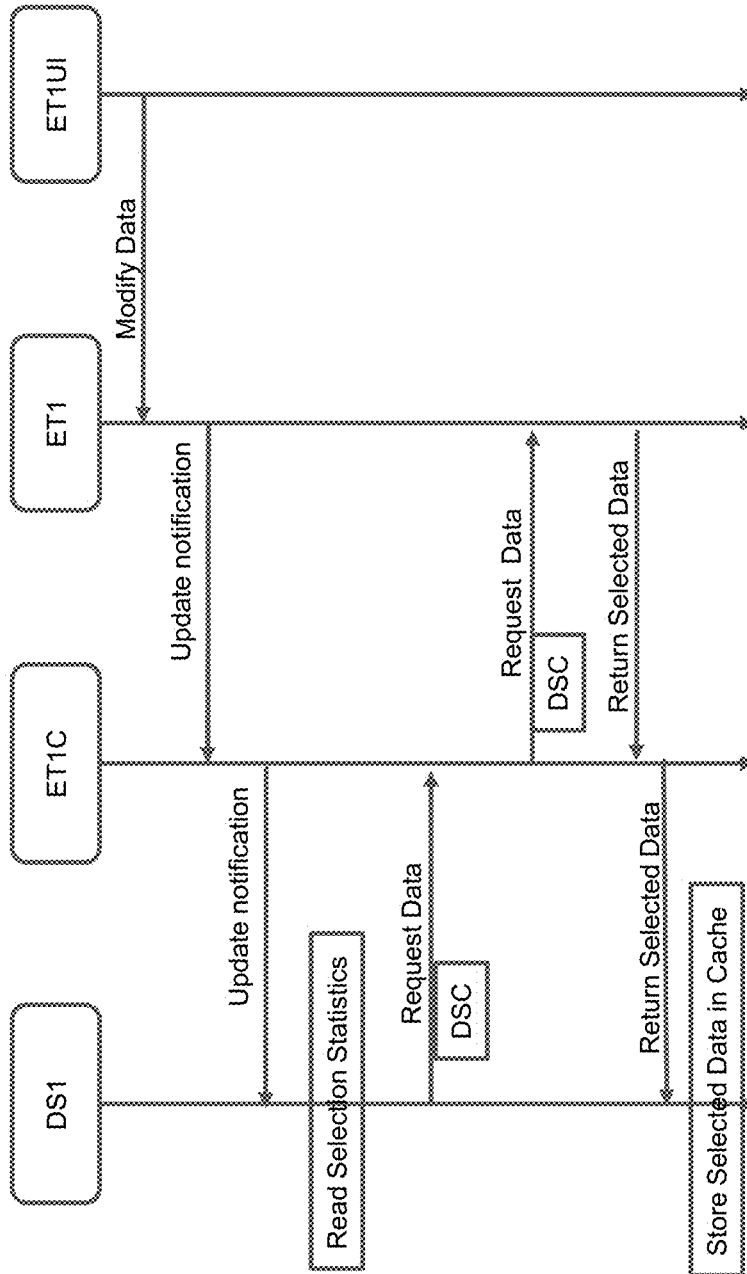 DS1
ET1C
ET1
ET1UI
Modify Data
Update notification
Update notification
Read Selection Statistics
Request Data
DSC
Request Data
DSC
Return Selected Data
Return Selected Data
Store Selected Data in Cache